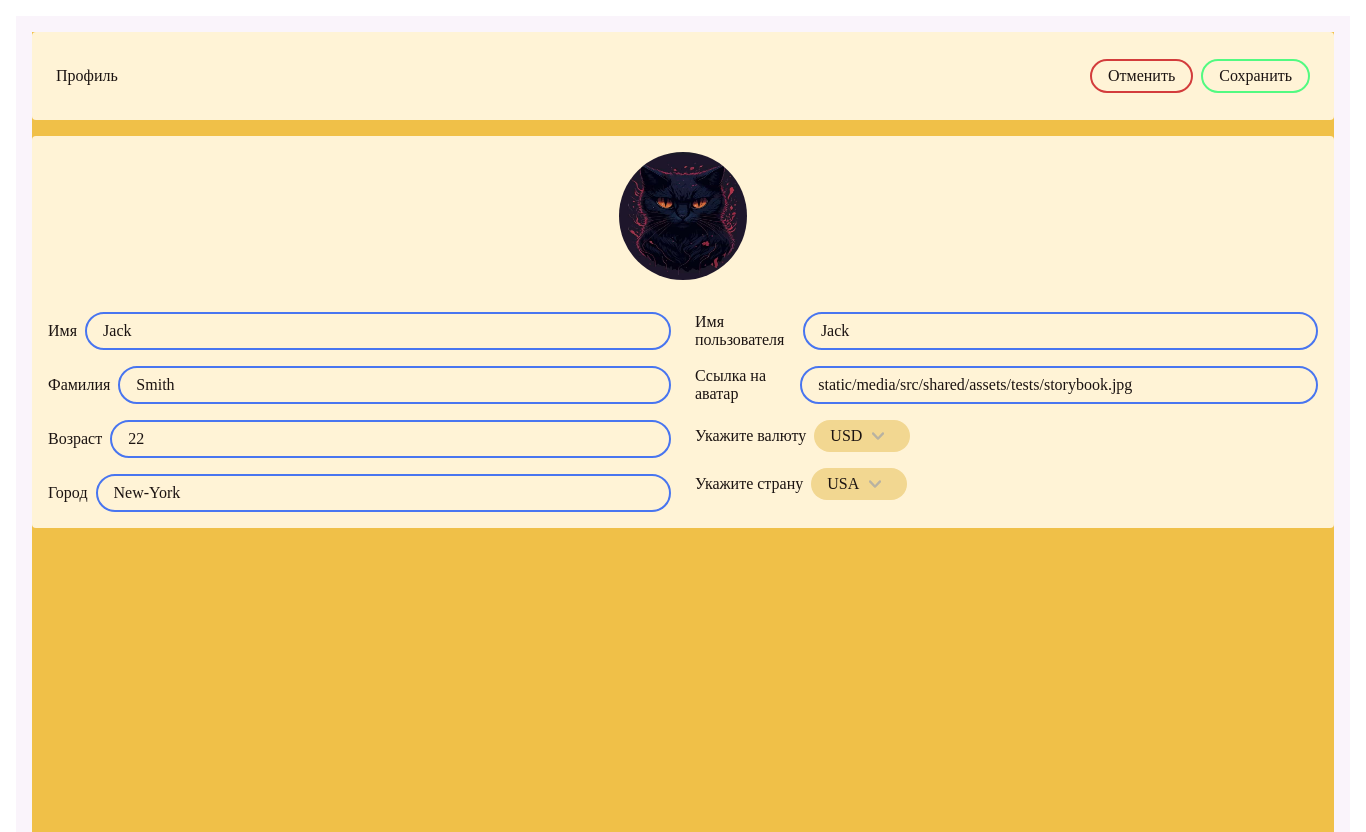 Профиль
Отменить
Сохранить
Имя
Jack
Фамилия
Smith
Возраст
22
Город
New-York
Имя
пользователя
Jack
Ссылка на
аватар
static/media/src/shared/assets/tests/storybook.jpg
Укажите валюту
USD
Укажите страну
USA